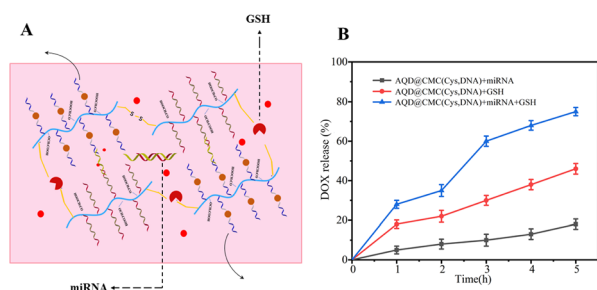 A
GSH
S
S
miRNA
B
AQD@CMC(Cys,DNA)+miRNA
AQD@CMC(Cys,DNA)+GSH
AQD@CMC(Cys,DNA)+miRNA+GSH
DOX release (%)
100
80
60
40
20
0
0
1
2
3
4
5
Time(h)